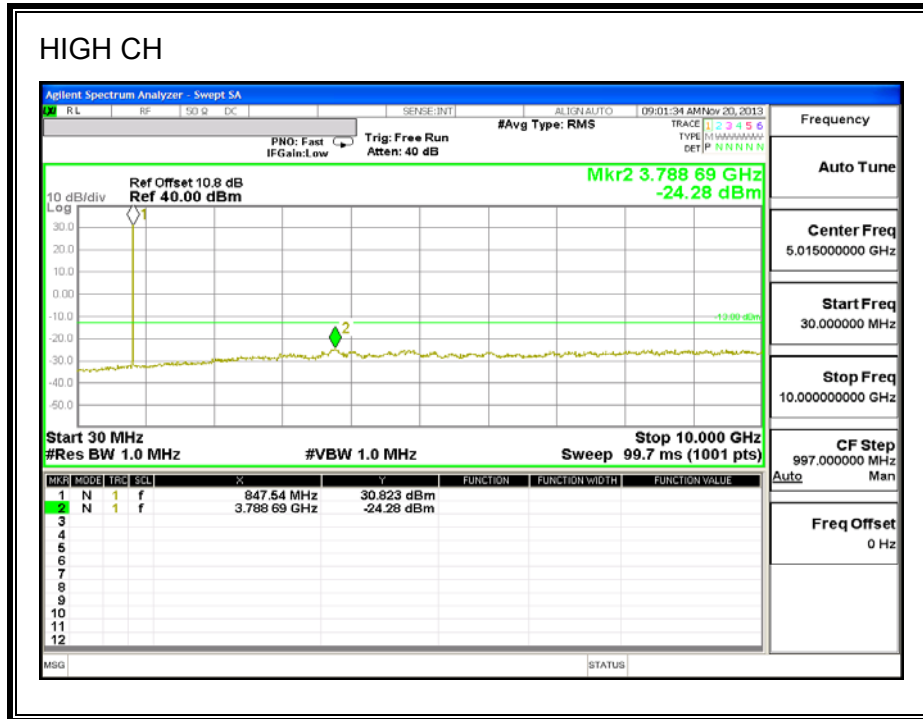 HIGH CH
Agilent Spectrum Analyzer - Swept SA
LXI RL RF 50 Ω DC SENSE:INT ALIGNAUTO 09:01:34 AM Nov 20, 2013
#Avg Type: RMS
TRACE 1 2 3 4 5 6
TYPE M WWWWW
DET P N N N N N
PNO: Fast
IFGain:Low
Trig: Free Run
Atten: 40 dB
Mkr2 3.788 69 GHz
-24.28 dBm
Ref Offset 10.8 dB
10 dB/div Ref 40.00 dBm
Log
1
30.0
20.0
10.0
0.00
-10.0
-13.00 dBm
-20.0
2
-30.0
-40.0
-50.0
Start 30 MHz Stop 10.000 GHz
#Res BW 1.0 MHz #VBW 1.0 MHz Sweep 99.7 ms (1001 pts)
MKR MODE TRC SCL X Y FUNCTION FUNCTION WIDTH FUNCTION VALUE
1 N 1 f 847.54 MHz 30.823 dBm
2 N 1 f 3.788 69 GHz -24.28 dBm
3
4
5
6
7
8
9
10
11
12
MSG STATUS
Frequency
Auto Tune
Center Freq
5.015000000 GHz
Start Freq
30.000000 MHz
Stop Freq
10.000000000 GHz
CF Step
997.000000 MHz
Auto Man
Freq Offset
0 Hz